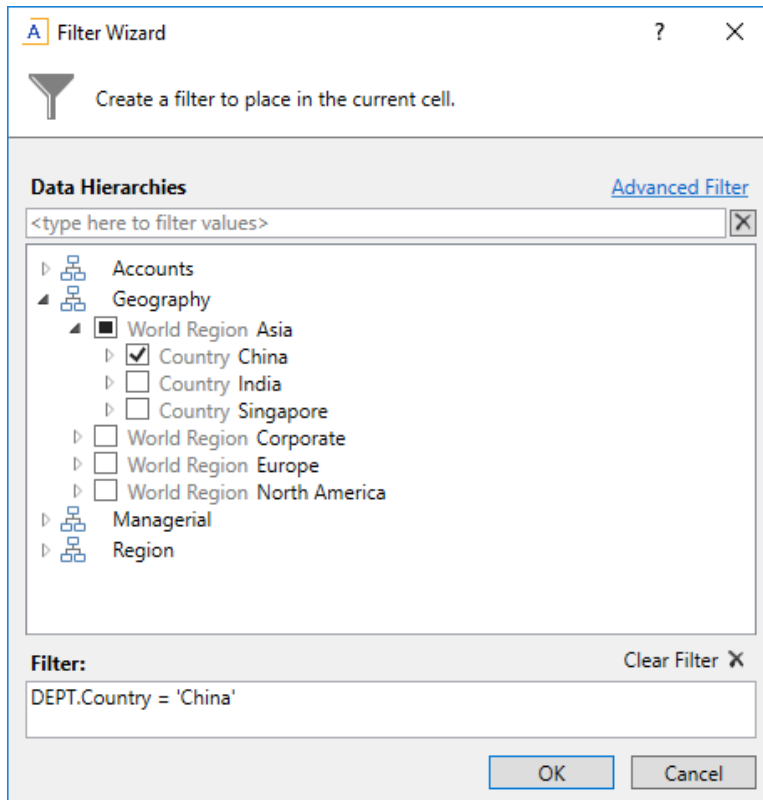 A Filter Wizard ?
Create a filter to place in the current cell.
Data Hierarchies Advanced Filter
<type here to filter values>
Accounts
Geography
World Region Asia
Country China
Country India
Country Singapore
World Region Corporate
World Region Europe
World Region North America
Managerial
Region
Filter: Clear Filter
DEPT.Country = 'China'
OK Cancel